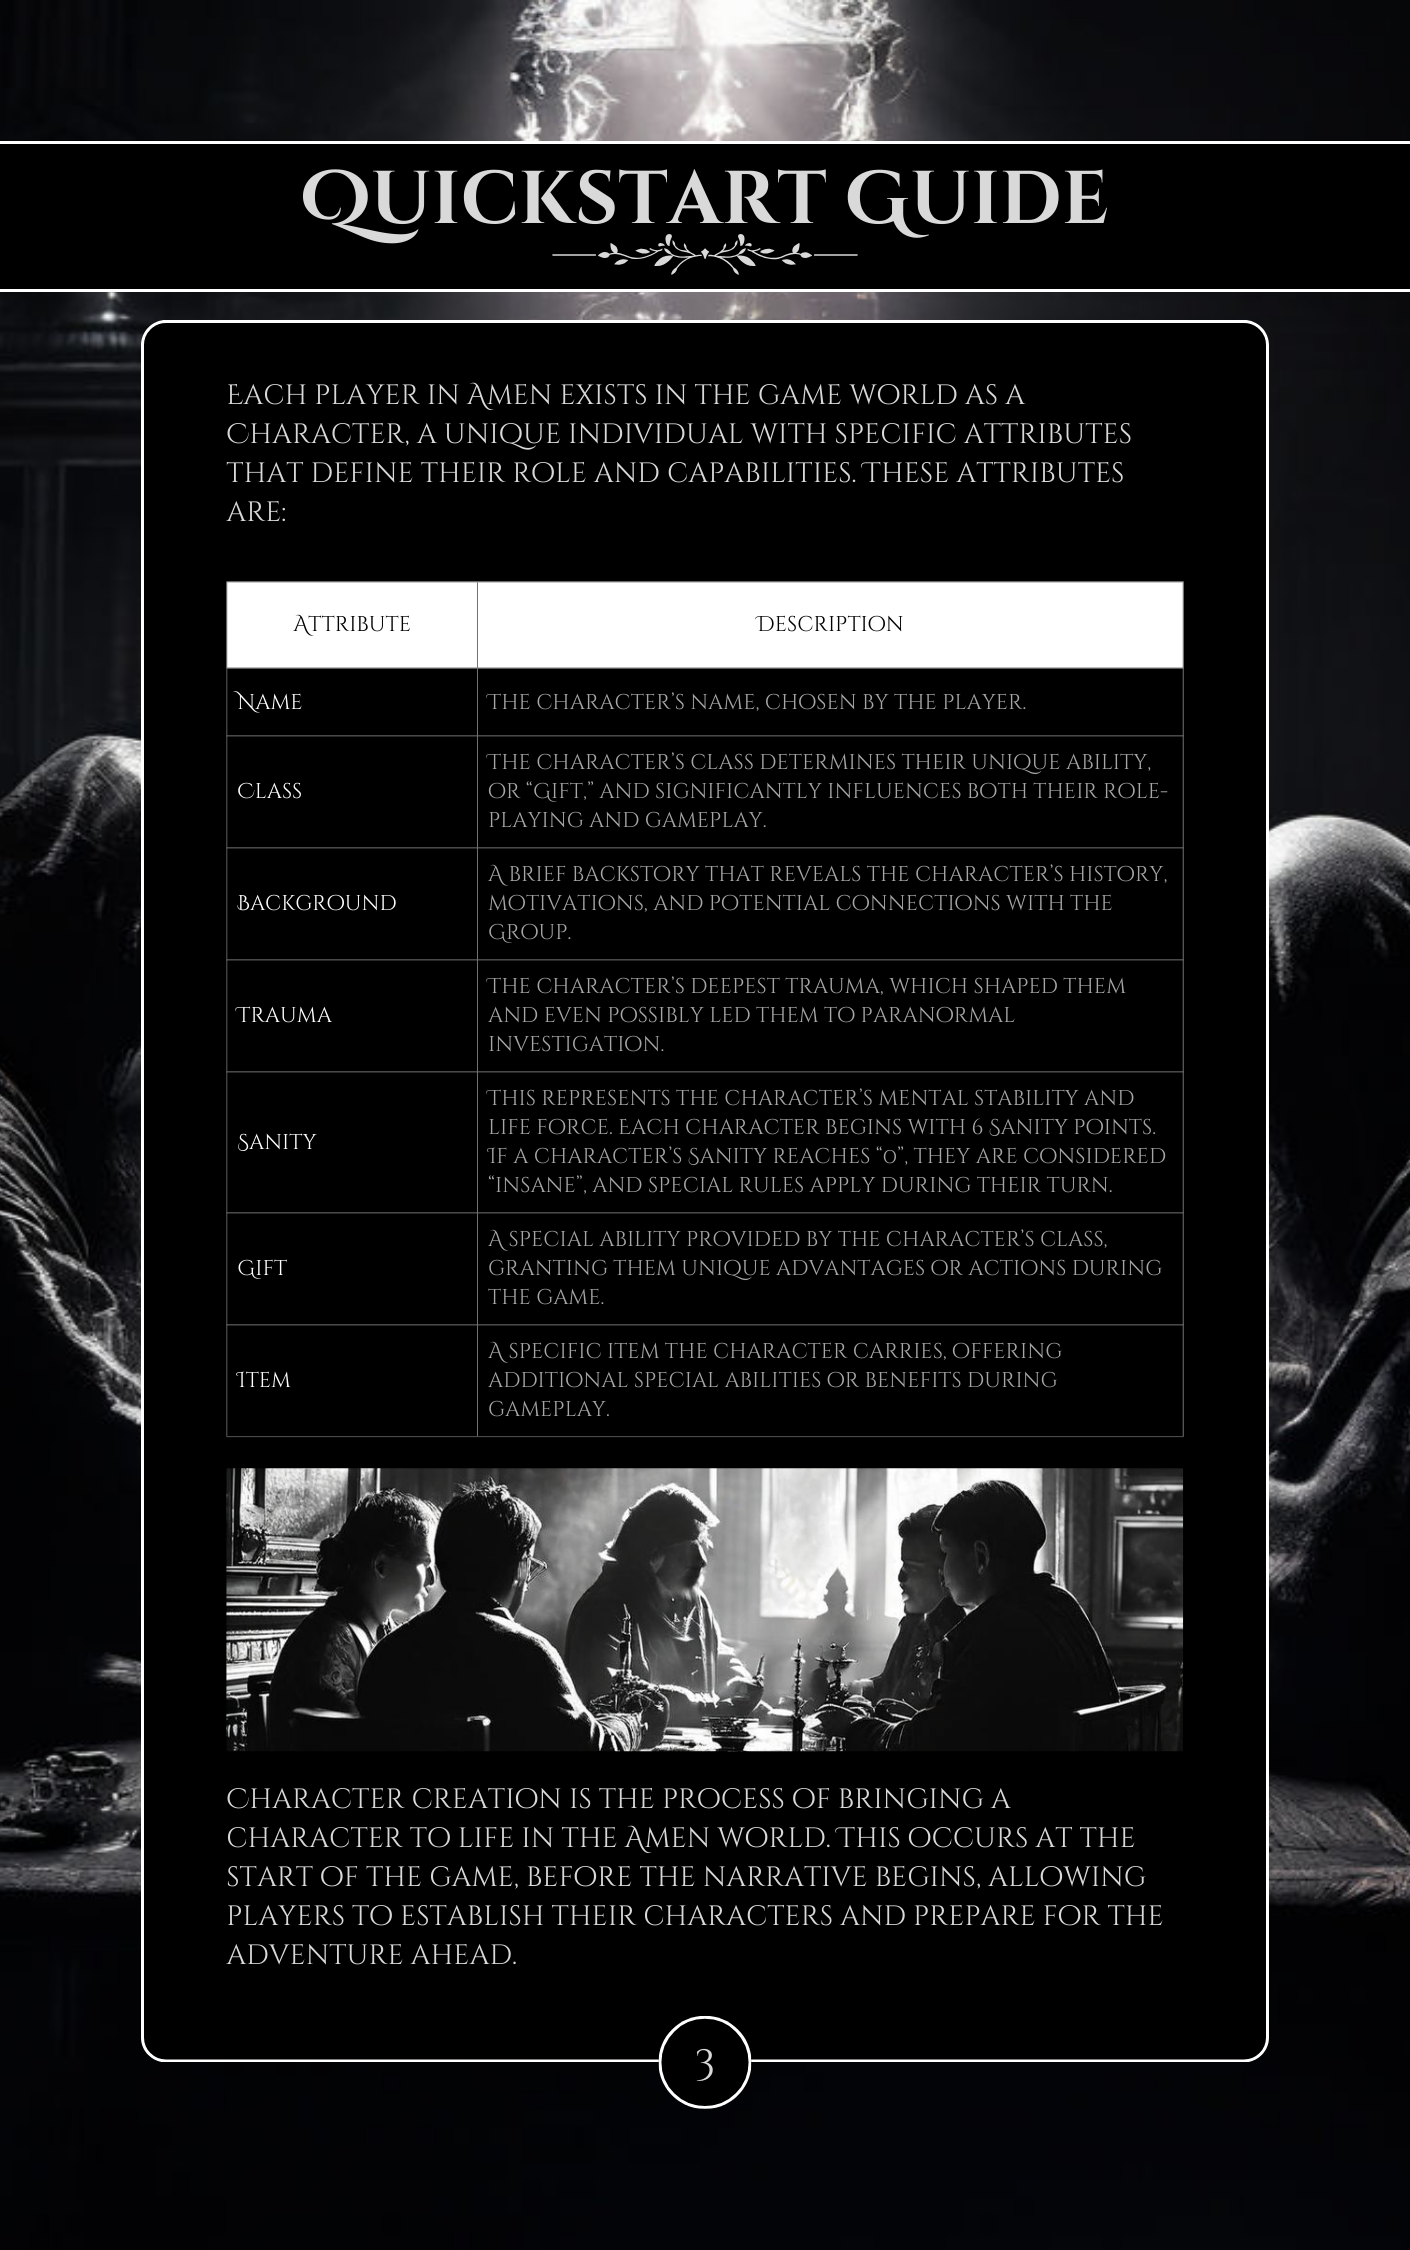 Quickstart Guide
Each player in Amen exists in the game world as a
character, a unique individual with specific attributes
that define their role and capabilities. These attributes
are:
Attribute
Description
Name
The character’s name, chosen by the player.
Class
The character’s class determines their unique ability,
or “Gift,” and significantly influences both their role-
playing and gameplay.
Background
A brief backstory that reveals the character’s history,
motivations, and potential connections with the
group.
Trauma
The character’s deepest trauma, which shaped them
and even possibly led them to paranormal
investigation.
Sanity
This represents the character’s mental stability and
life force. Each character begins with 6 Sanity points.
If a character’s Sanity reaches “0”, they are considered
“insane”, and special rules apply during their turn.
Gift
A special ability provided by the character’s class,
granting them unique advantages or actions during
the game.
Item
A specific item the character carries, offering
additional special abilities or benefits during
gameplay.
Character creation is the process of bringing a
character to life in the Amen world. This occurs at the
start of the game, before the narrative begins, allowing
players to establish their characters and prepare for the
adventure ahead.
3